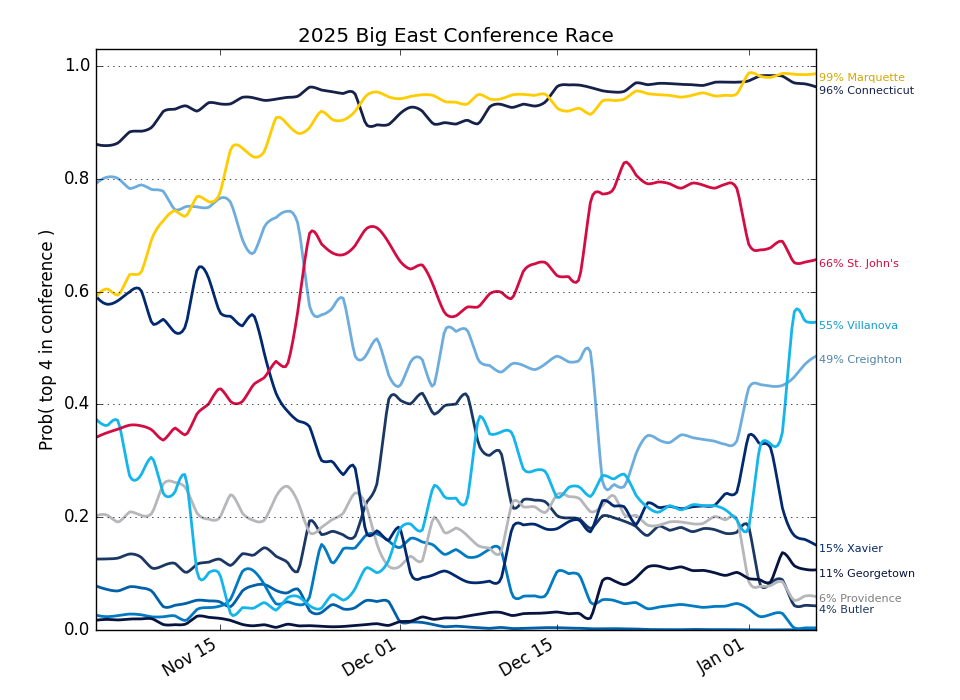 2025 Big East Conference Race
1.0
0.8
0.6
0.4
0.2
0.0
Prob( top 4 in conference )
Nov 15
Dec 01
Dec 15
Jan 01
99% Marquette
96% Connecticut
66% St. John's
55% Villanova
49% Creighton
15% Xavier
11% Georgetown
6% Providence
4% Butler